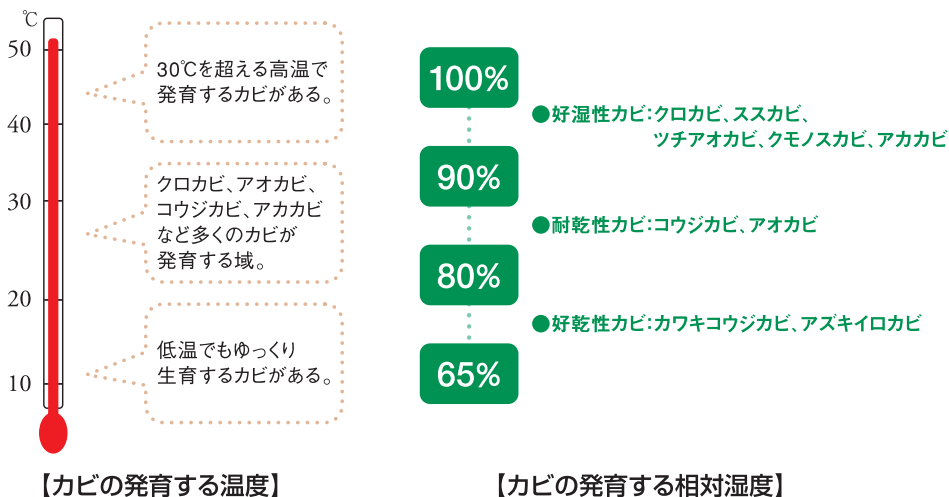 ℃
50
40
30
20
10
30℃を超える高温で
発育するカビがある。
クロカビ、アオカビ、
コウジカビ、アカカビ
など多くのカビが
発育する域。
低温でもゆっくり
生育するカビがある。
【カビの発育する温度】
100%
●好湿性カビ：クロカビ、ススカビ、
ツチアオカビ、クモノスカビ、アカカビ
90%
●耐乾性カビ：コウジカビ、アオカビ
80%
●好乾性カビ：カワキコウジカビ、アズキイロカビ
65%
【カビの発育する相対湿度】